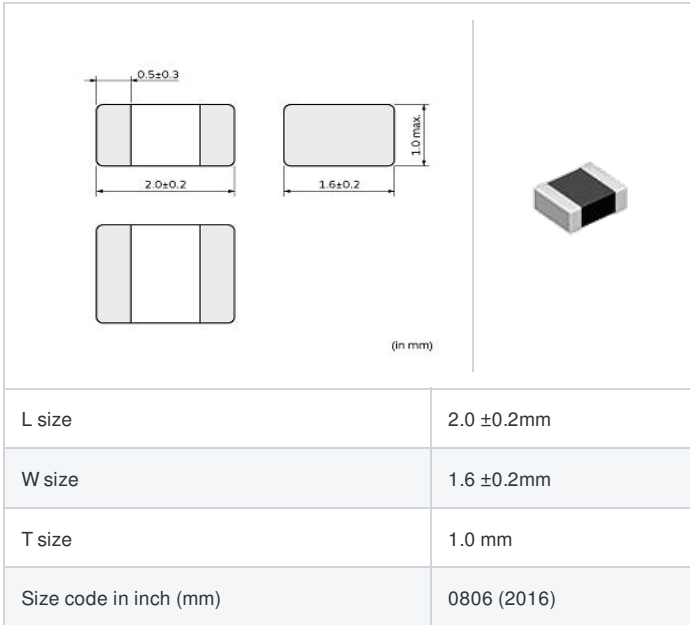 0.5±0.3
1.0 max.
2.0±0.2
1.6±0.2
(in mm)
L size 2.0 ±0.2mm
W size 1.6 ±0.2mm
T size 1.0 mm
Size code in inch (mm) 0806 (2016)